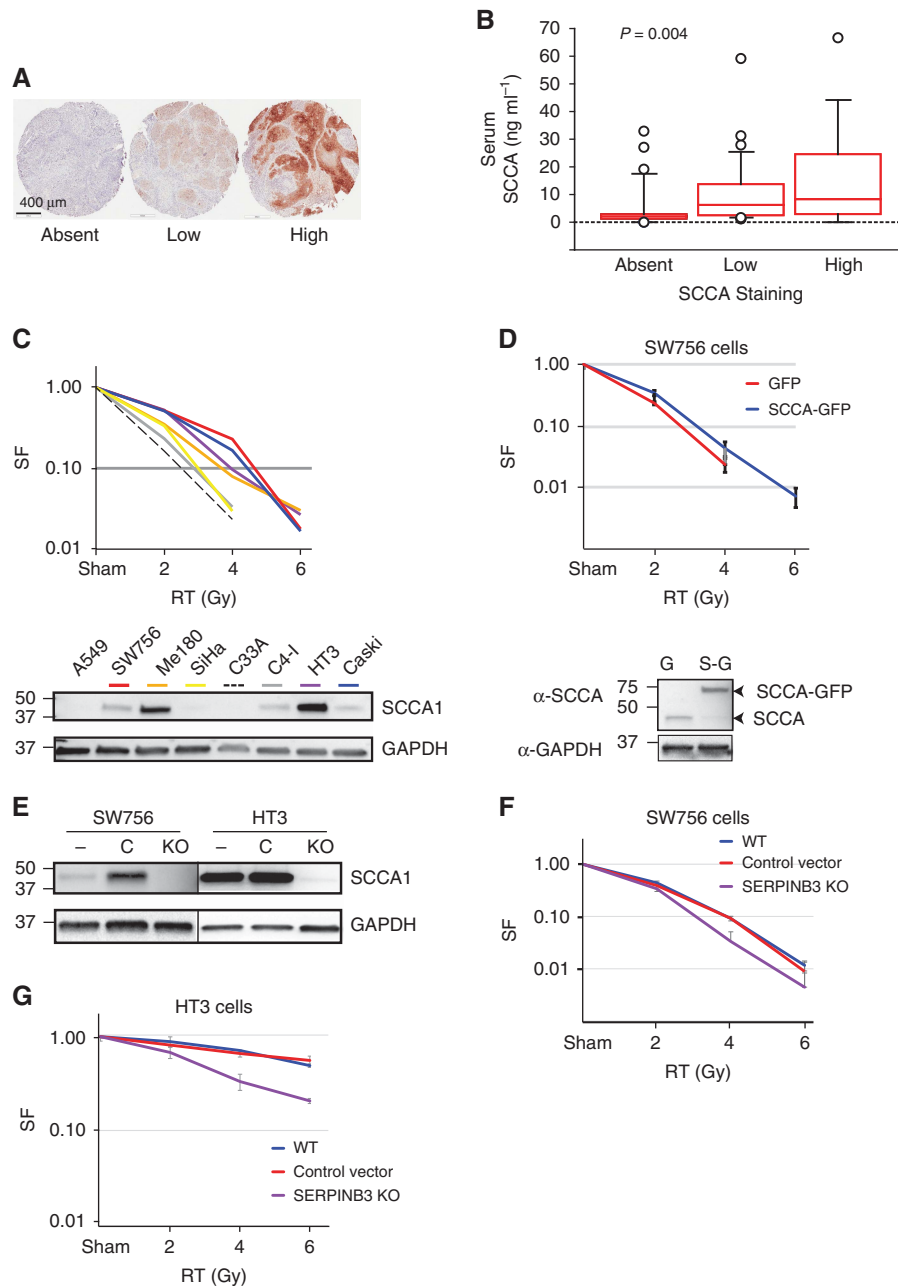 A
400 μm
Absent Low High
B
P = 0.004
Serum
SCCA (ng ml⁻¹)
70
60
50
40
30
20
10
0
Absent Low High
SCCA Staining
C
SF
1.00
0.10
0.01
Sham 2 4 6
RT (Gy)
A549 SW756 Me180 SiHa C33A C4-I HT3 Caski
50
37
SCCA1
37
GAPDH
D
SW756 cells
GFP
SCCA-GFP
SF
1.00
0.10
0.01
Sham 2 4 6
RT (Gy)
G S-G
α-SCCA
75
50
SCCA-GFP
SCCA
α-GAPDH
37
E
SW756 HT3
– C KO – C KO
50
37
SCCA1
37
GAPDH
F
SW756 cells
WT
Control vector
SERPINB3 KO
SF
1.00
0.10
0.01
Sham 2 4 6
RT (Gy)
G
HT3 cells
SF
1.00
0.10
0.01
WT
Control vector
SERPINB3 KO
Sham 2 4 6
RT (Gy)